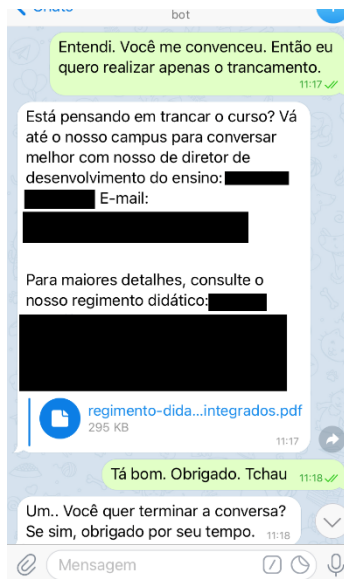 bot
Entendi. Você me convenceu. Então eu
quero realizar apenas o trancamento.
11:17
Está pensando em trancar o curso? Vá
até o nosso campus para conversar
melhor com nosso de diretor de
desenvolvimento do ensino:
E-mail:
Para maiores detalhes, consulte o
nosso regimento didático:
regimento-dida...integrados.pdf
295 KB
11:17
Tá bom. Obrigado. Tchau 11:18
Um.. Você quer terminar a conversa?
Se sim, obrigado por seu tempo. 11:18
Mensagem